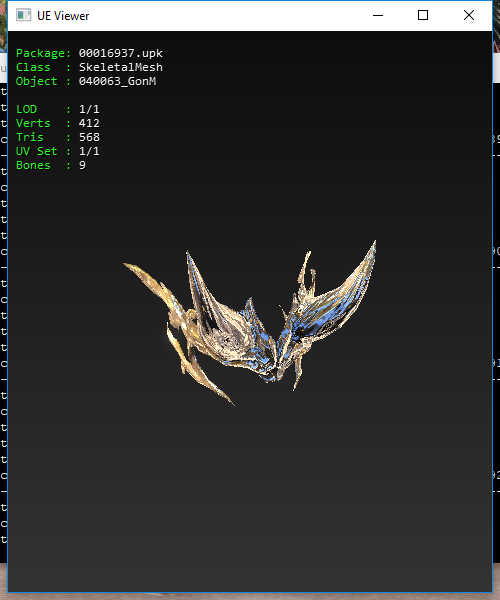 UE Viewer
Package: 00016937.upk
Class : SkeletalMesh
Object : 040063_GonM
LOD : 1/1
Verts : 412
Tris : 568
UV Set : 1/1
Bones : 9